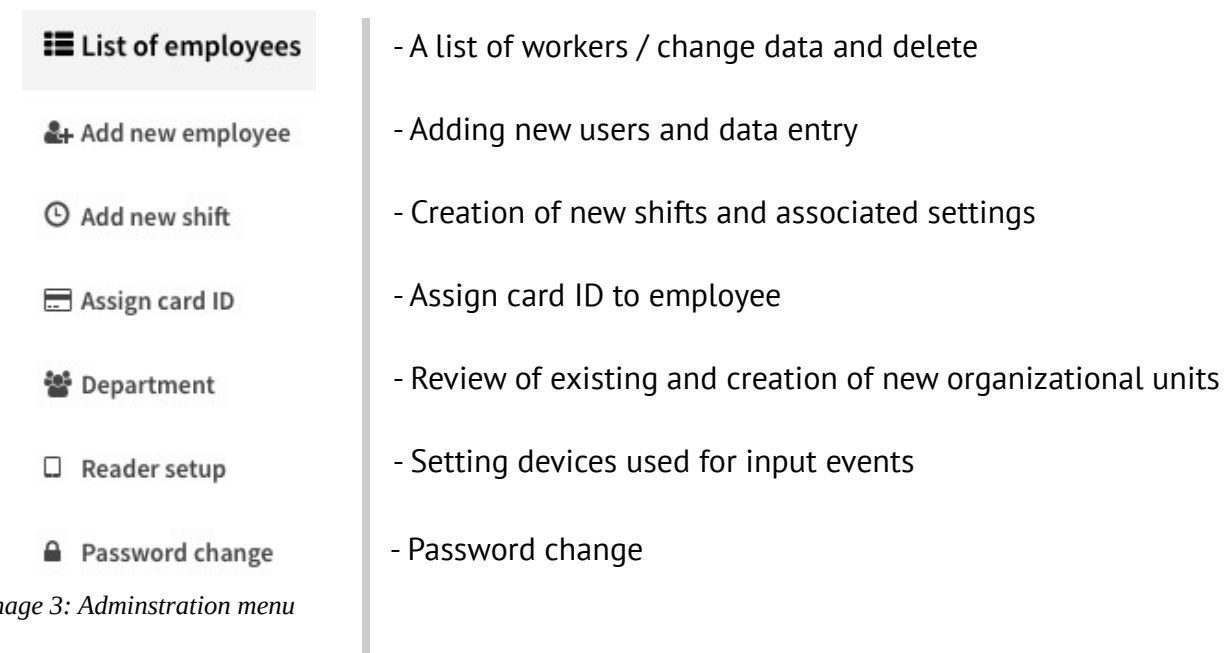 List of employees - A list of workers / change data and delete
Add new employee - Adding new users and data entry
Add new shift - Creation of new shifts and associated settings
Assign card ID - Assign card ID to employee
Department - Review of existing and creation of new organizational units
Reader setup - Setting devices used for input events
Password change - Password change
3: Adminstration menu